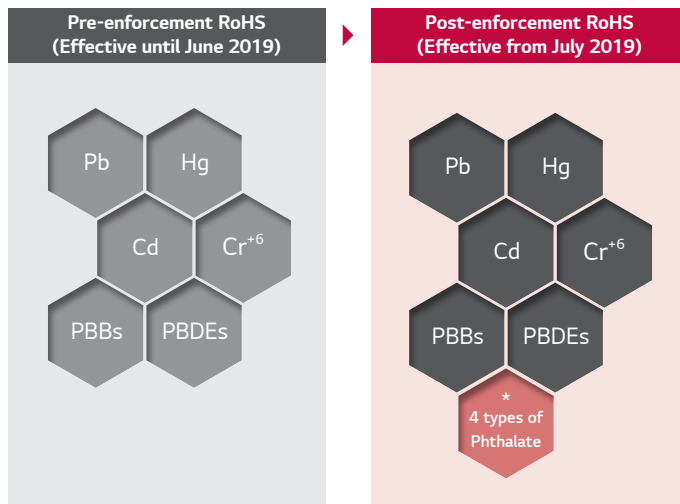 Pre-enforcement RoHS
(Effective until June 2019)
Pb
Hg
Cd
Cr+6
PBBs
PBDEs
Post-enforcement RoHS
(Effective from July 2019)
Pb
Hg
Cd
Cr+6
PBBs
PBDEs
*
4 types of
Phthalate